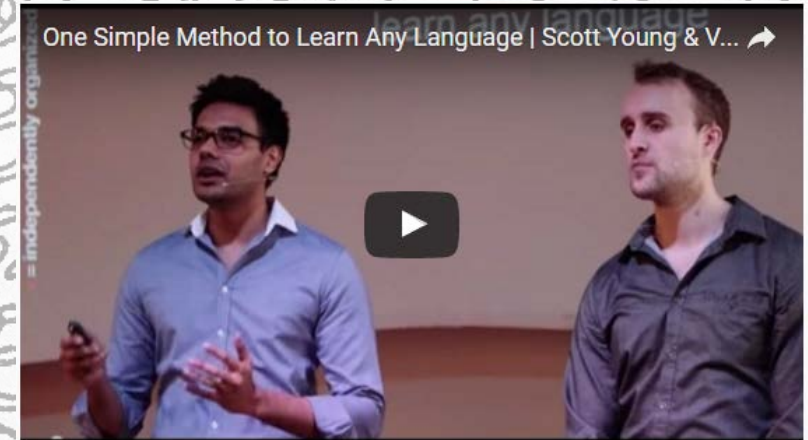 learn any language
One Simple Method to Learn Any Language | Scott Young & V...
= independently organized